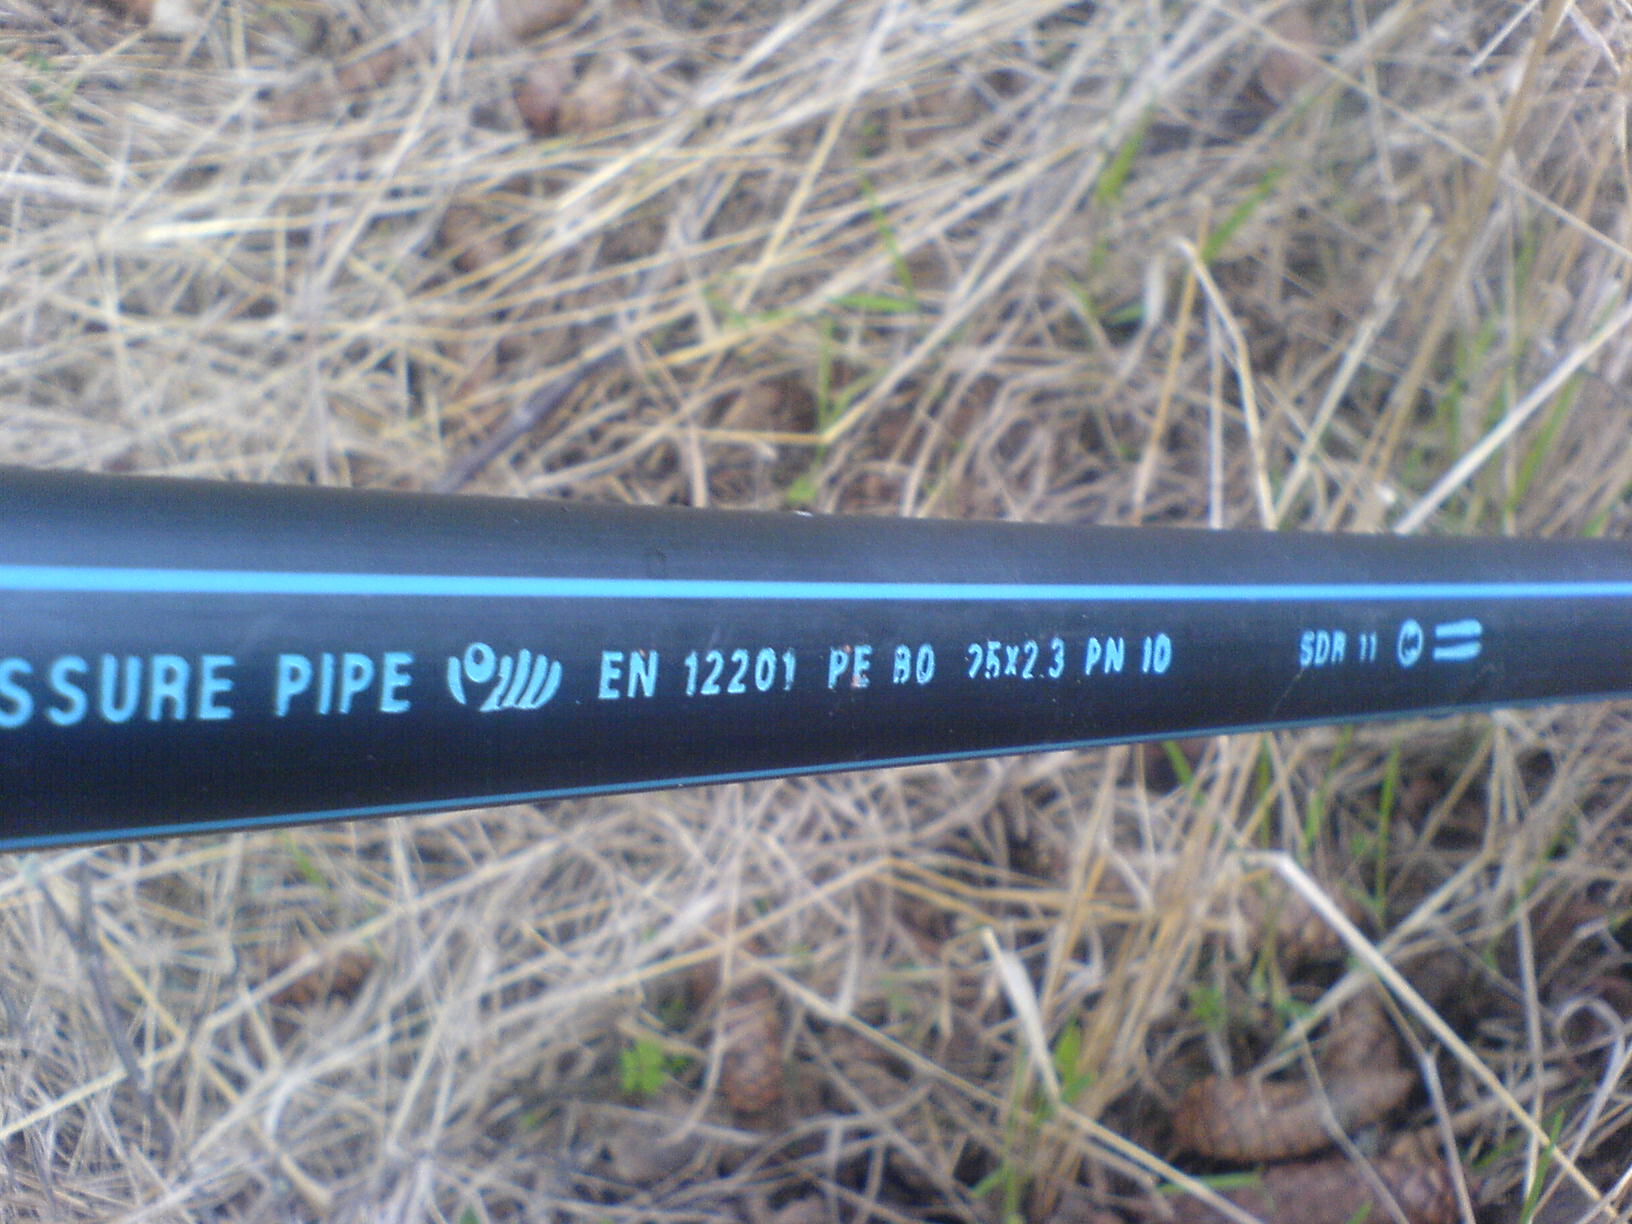 SSURE PIPE EN 12201 PE 80 25x2.3 PN 10 SDR 11